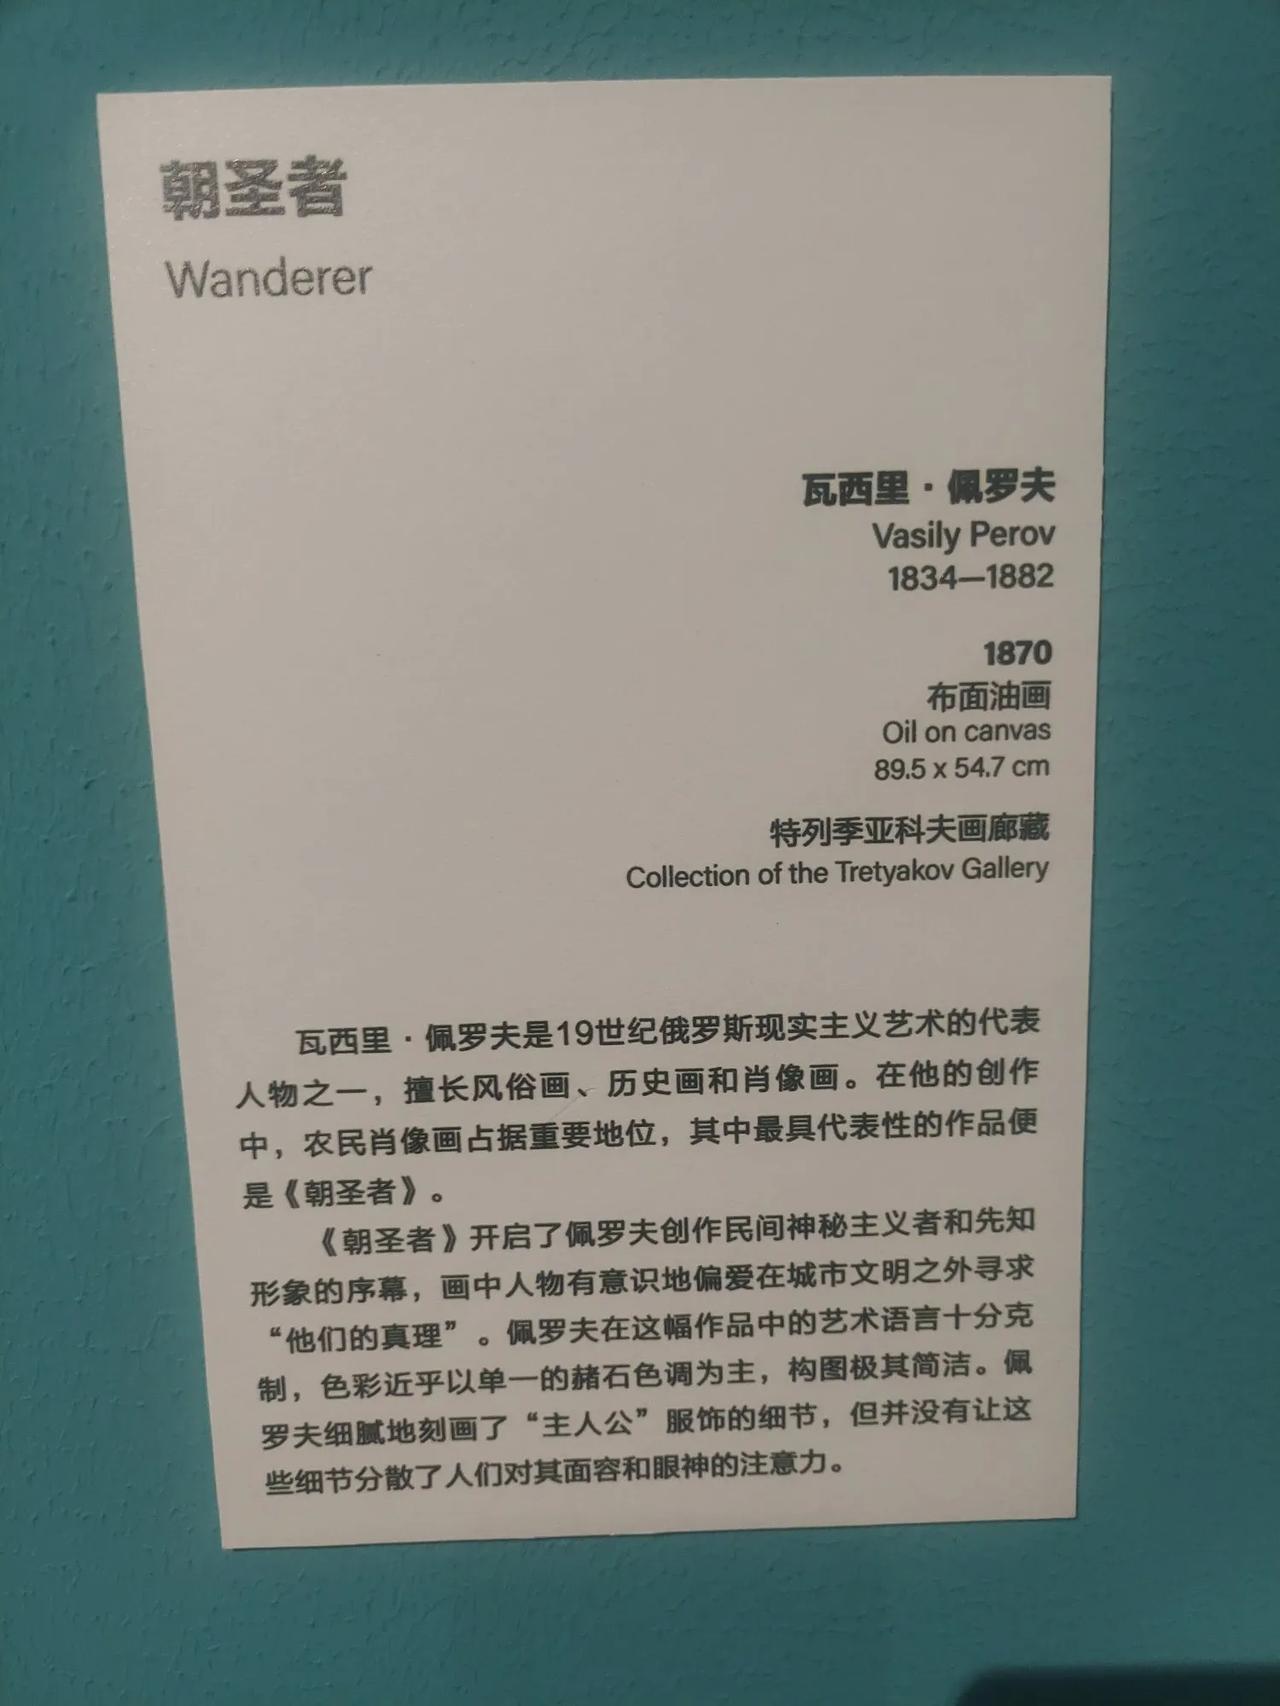 朝圣者
Wanderer
瓦西里·佩罗夫
Vasily Perov
1834—1882
1870
布面油画
Oil on canvas
89.5 x 54.7 cm
特列季亚科夫画廊藏
Collection of the Tretyakov Gallery
瓦西里·佩罗夫是19世纪俄罗斯现实主义艺术的代表
人物之一，擅长风俗画、历史画和肖像画。在他的创作
中，农民肖像画占据重要地位，其中最具代表性的作品便
是《朝圣者》。
《朝圣者》开启了佩罗夫创作民间神秘主义者和先知
形象的序幕，画中人物有意识地偏爱在城市文明之外寻求
“他们的真理”。佩罗夫在这幅作品中的艺术语言十分克
制，色彩近乎以单一的赭石色调为主，构图极其简洁。佩
罗夫细腻地刻画了“主人公”服饰的细节，但并没有让这
些细节分散了人们对其面容和眼神的注意力。